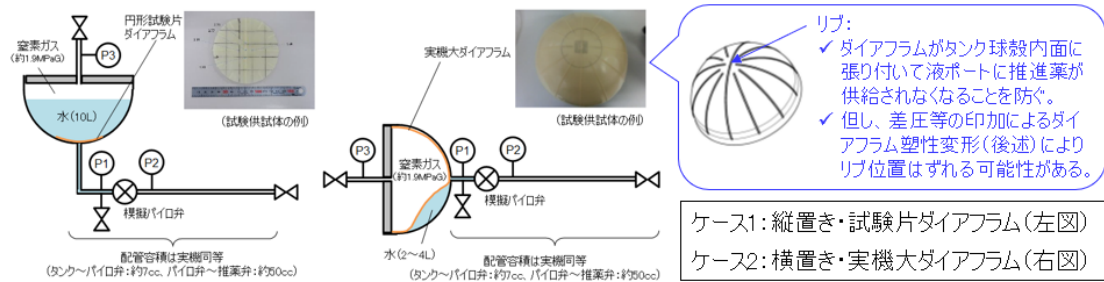 円形試験片
ダイアフラム
窒素ガス
(約1.9MPaG)
P3
水(10L)
(試験供試体の例)
P1
P2
模擬パイロ弁
配管容積は実機同等
(タンク～パイロ弁：約7cc、パイロ弁～推薬弁：約50cc)
実機大ダイアフラム
(試験供試体の例)
P3
窒素ガス
(約1.9MPaG)
P1
P2
模擬パイロ弁
水(2～4L)
配管容積は実機同等
(タンク～パイロ弁：約7cc、パイロ弁～推薬弁：約50cc)
リブ：
✓ ダイアフラムがタンク球殻内面に
張り付いて液ポートに推進薬が
供給されなくなることを防ぐ。
✓ 但し、差圧等の印加によるダイ
アフラム塑性変形(後述)により
リブ位置はずれる可能性がある。
ケース1：縦置き・試験片ダイアフラム(左図)
ケース2：横置き・実機大ダイアフラム(右図)